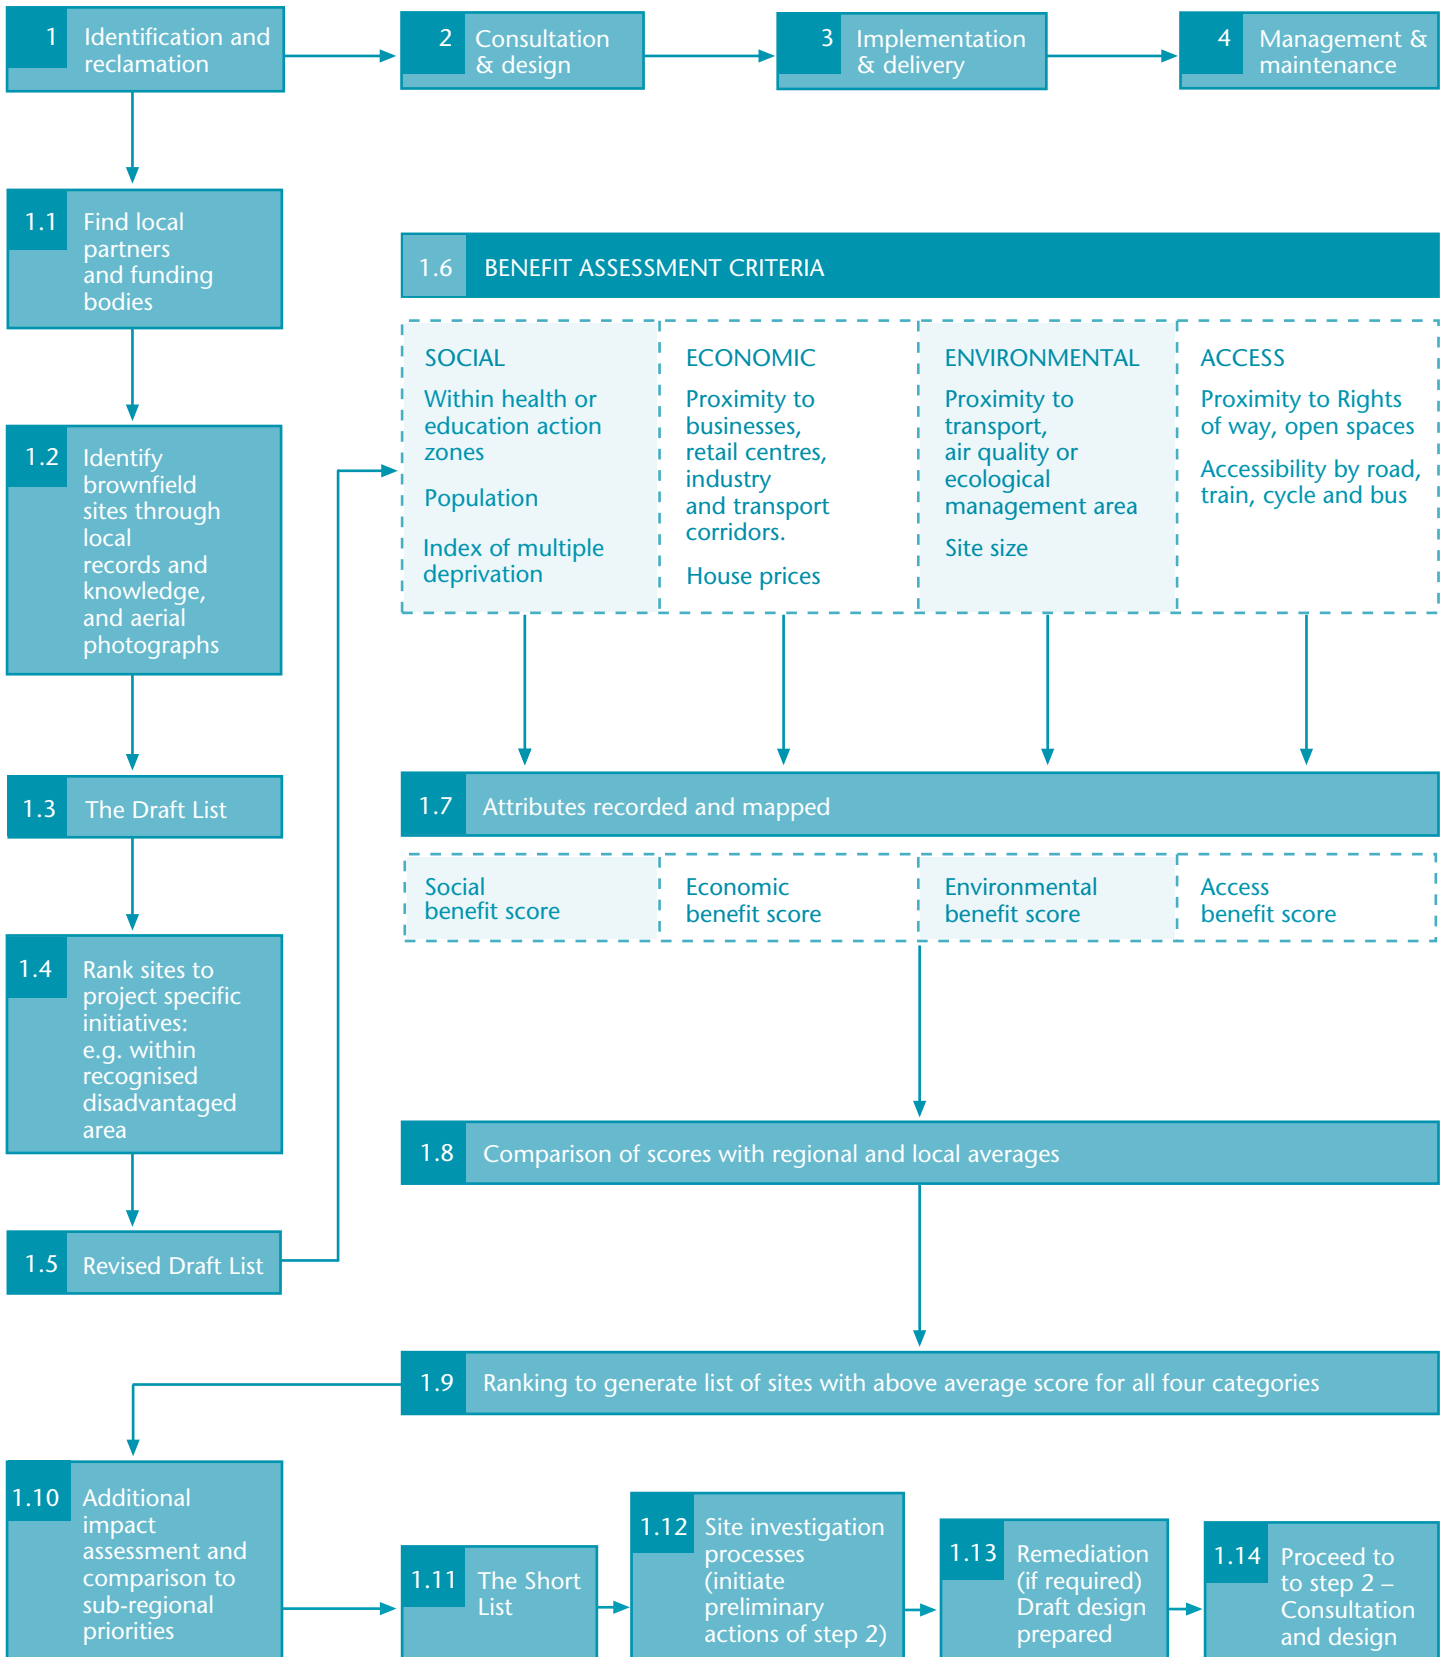 1 Identification and
reclamation
2 Consultation
& design
3 Implementation
& delivery
4 Management &
maintenance
1.1 Find local
partners
and funding
bodies
1.2 Identify
brownfield
sites through
local
records and
knowledge,
and aerial
photographs
1.3 The Draft List
1.4 Rank sites to
project specific
initiatives:
e.g. within
recognised
disadvantaged
area
1.5 Revised Draft List
1.6 BENEFIT ASSESSMENT CRITERIA
SOCIAL
Within health or
education action
zones
Population
Index of multiple
deprivation
ECONOMIC
Proximity to
businesses,
retail centres,
industry
and transport
corridors.
House prices
ENVIRONMENTAL
Proximity to
transport,
air quality or
ecological
management area
Site size
ACCESS
Proximity to Rights
of way, open spaces
Accessibility by road,
train, cycle and bus
1.7 Attributes recorded and mapped
Social
benefit score
Economic
benefit score
Environmental
benefit score
Access
benefit score
1.8 Comparison of scores with regional and local averages
1.9 Ranking to generate list of sites with above average score for all four categories
1.10 Additional
impact
assessment and
comparison to
sub-regional
priorities
1.11 The Short
List
1.12 Site investigation
processes
(initiate
preliminary
actions of step 2)
1.13 Remediation
(if required)
Draft design
prepared
1.14 Proceed to
to step 2 –
Consultation
and design